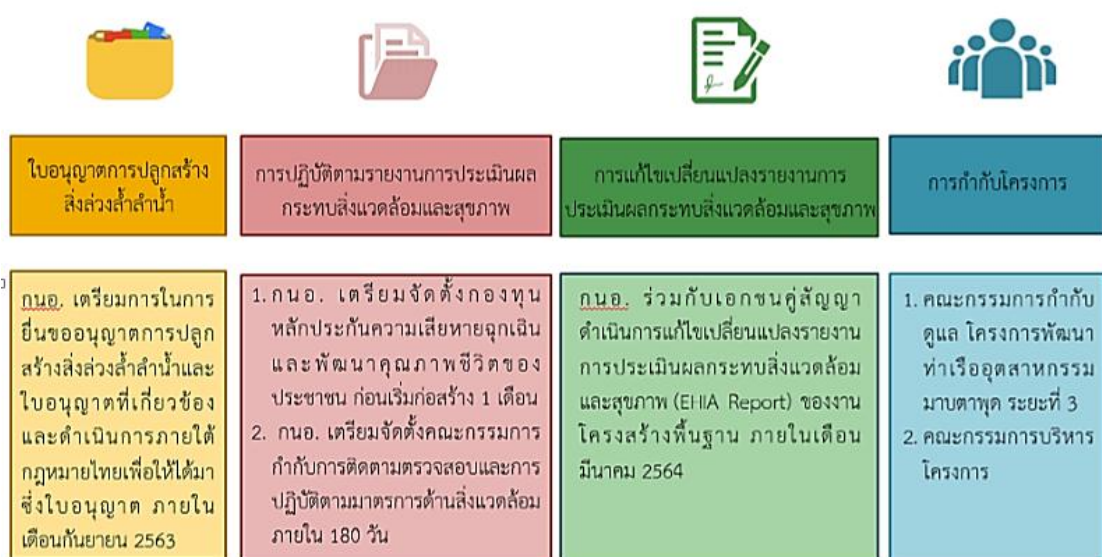 ใบอนุญาตการปลูกสร้าง
สิ่งล่วงล้ำลำน้ำ
การปฏิบัติตามรายงานการประเมินผล
กระทบสิ่งแวดล้อมและสุขภาพ
การแก้ไขเปลี่ยนแปลงรายงานการ
ประเมินผลกระทบสิ่งแวดล้อมและสุขภาพ
การกำกับโครงการ
กนอ. เตรียมการในการ
ยื่นขออนุญาตการปลูก
สร้างสิ่งล่วงล้ำลำน้ำและ
ใบอนุญาตที่เกี่ยวข้อง
และดำเนินการภายใต้
กฎหมายไทยเพื่อให้ได้มา
ซึ่งใบอนุญาต ภายใน
เดือนกันยายน 2563
1. กนอ. เตรียมจัดตั้งกองทุน
หลักประกันความเสียหายฉุกเฉิน
และพัฒนาคุณภาพชีวิตของ
ประชาชน ก่อนเริ่มก่อสร้าง 1 เดือน
2. กนอ. เตรียมจัดตั้งคณะกรรมการ
กำกับการติดตามตรวจสอบและการ
ปฏิบัติตามมาตรการด้านสิ่งแวดล้อม
ภายใน 180 วัน
กนอ. ร่วมกับเอกชนคู่สัญญา
ดำเนินการแก้ไขเปลี่ยนแปลงรายงาน
การประเมินผลกระทบสิ่งแวดล้อม
และสุขภาพ (EHIA Report) ของงาน
โครงสร้างพื้นฐาน ภายในเดือน
มีนาคม 2564
1. คณะกรรมการกำกับ
ดูแล โครงการพัฒนา
ท่าเรืออุตสาหกรรม
มาบตาพุด ระยะที่ 3
2. คณะกรรมการบริหาร
โครงการ